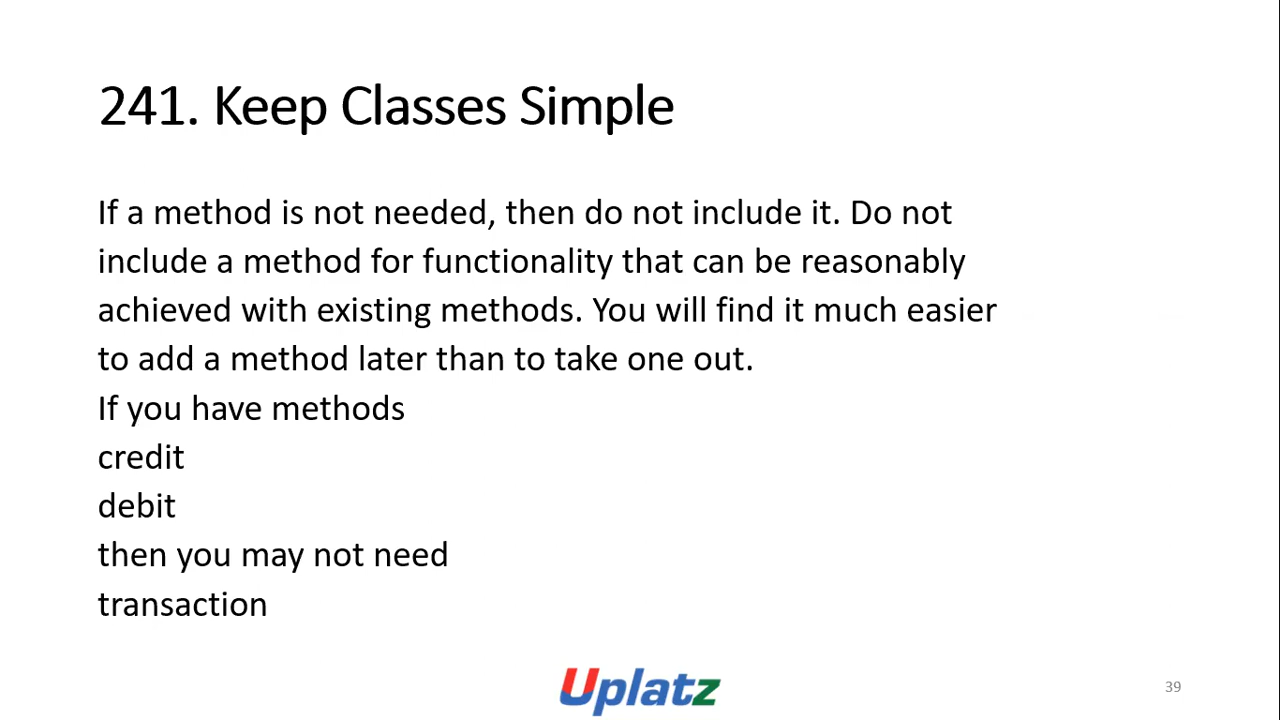 241. Keep Classes Simple
If a method is not needed, then do not include it. Do not
include a method for functionality that can be reasonably
achieved with existing methods. You will find it much easier
to add a method later than to take one out.
If you have methods
credit
debit
then you may not need
transaction
Uplatz
39